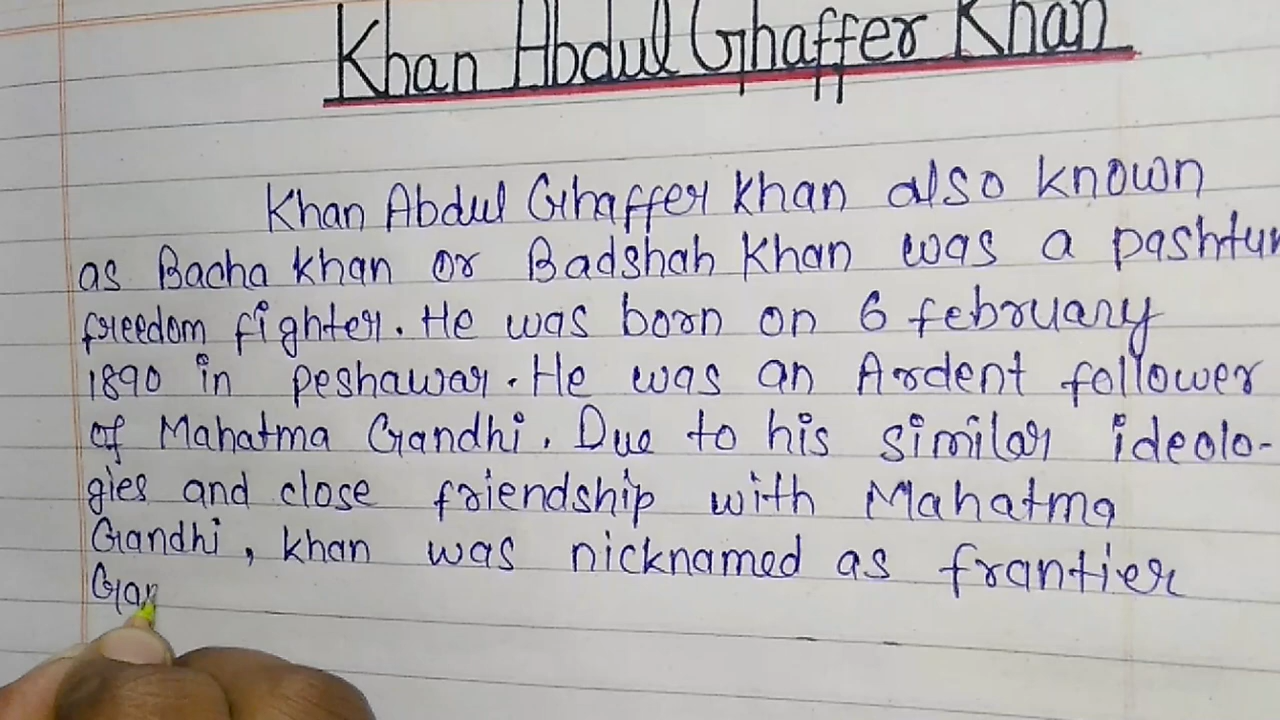 Khan Abdul Ghaffer Khan
Khan Abdul Ghaffer Khan also known
as Bacha Khan or Badshah Khan was a pashtun
freedom fighter. He was born on 6 february
1890 in peshawar. He was an Ardent follower
of Mahatma Gandhi. Due to his similar ideolo-
gies and close friendship with Mahatma
Gandhi, khan was nicknamed as frantier
Gan